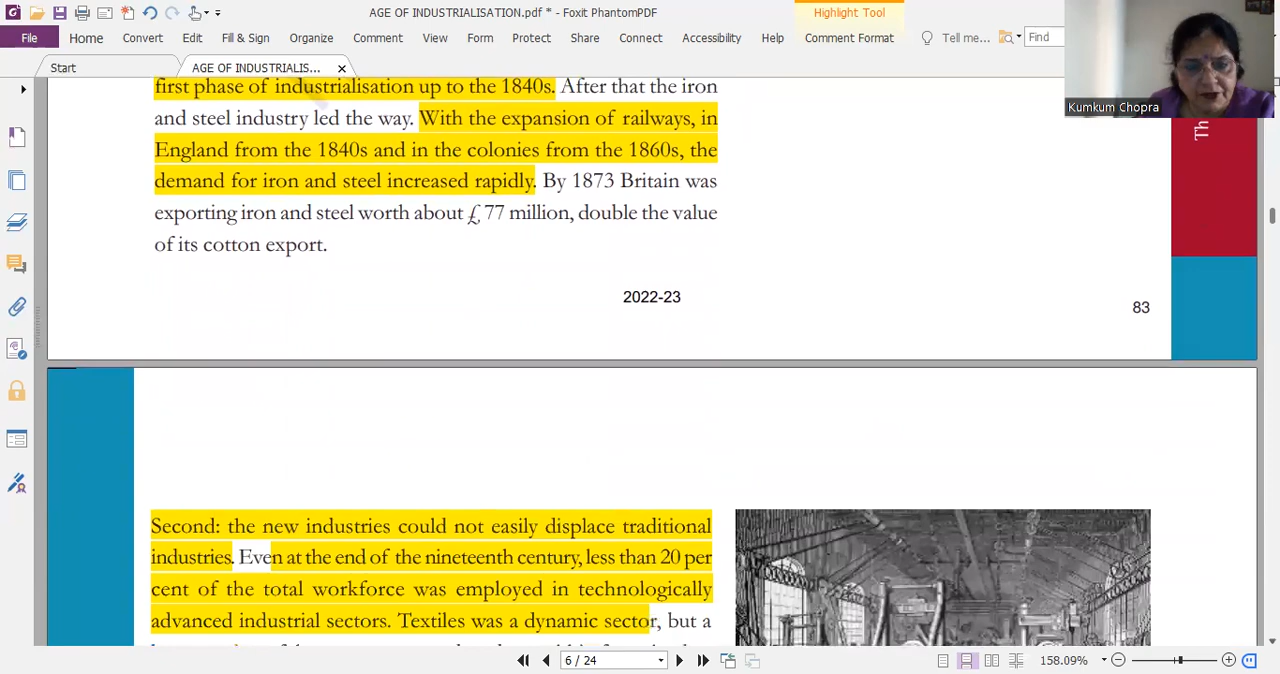 AGE OF INDUSTRIALISATION.pdf * - Foxit PhantomPDF
Highlight Tool
File Home Convert Edit Fill & Sign Organize Comment View Form Protect Share Connect Accessibility Help Comment Format Tell me... Find
Start AGE OF INDUSTRIALIS...
Kumkum Chopra
first phase of industrialisation up to the 1840s. After that the iron
and steel industry led the way. With the expansion of railways, in
England from the 1840s and in the colonies from the 1860s, the
demand for iron and steel increased rapidly. By 1873 Britain was
exporting iron and steel worth about £ 77 million, double the value
of its cotton export.
Th
2022-23
83
Second: the new industries could not easily displace traditional
industries. Even at the end of the nineteenth century, less than 20 per
cent of the total workforce was employed in technologically
advanced industrial sectors. Textiles was a dynamic sector, but a
6 / 24
158.09%